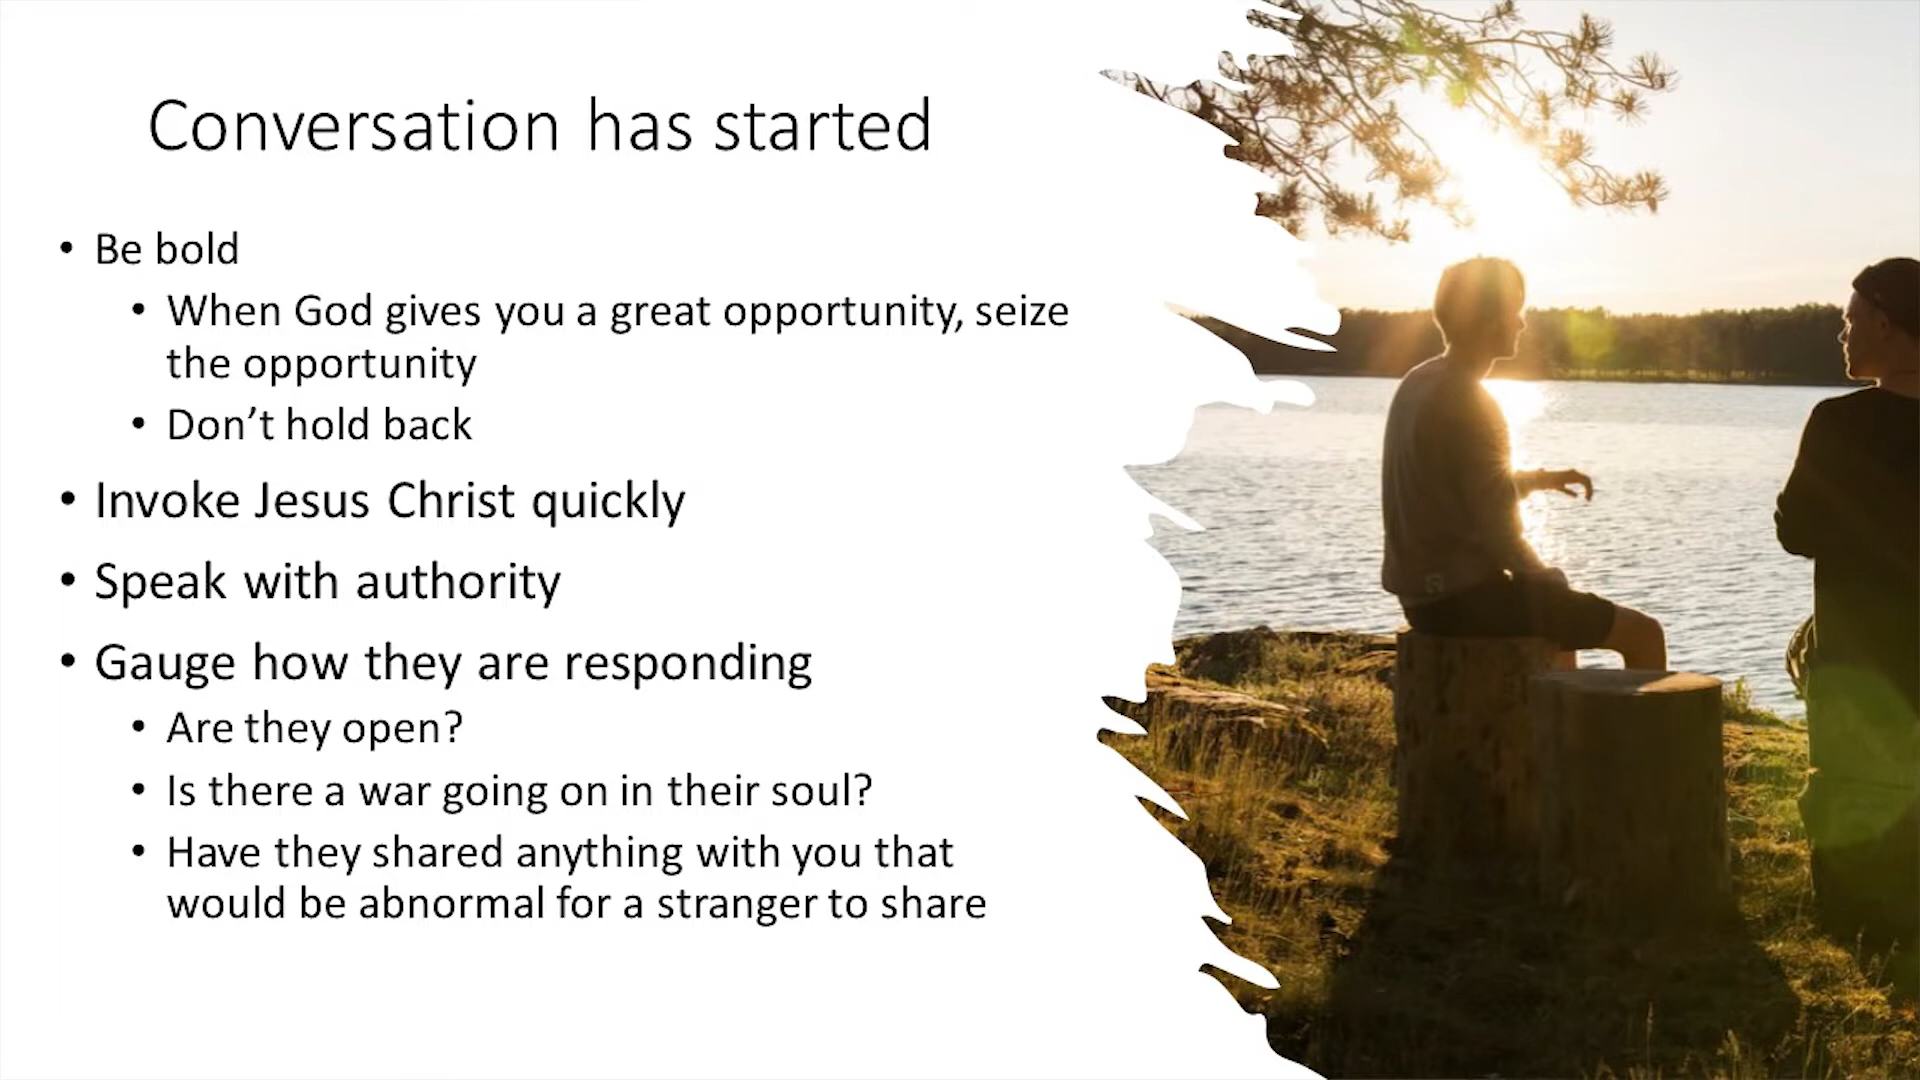 Conversation has started
• Be bold
• When God gives you a great opportunity, seize
the opportunity
• Don’t hold back
• Invoke Jesus Christ quickly
• Speak with authority
• Gauge how they are responding
• Are they open?
• Is there a war going on in their soul?
• Have they shared anything with you that
would be abnormal for a stranger to share